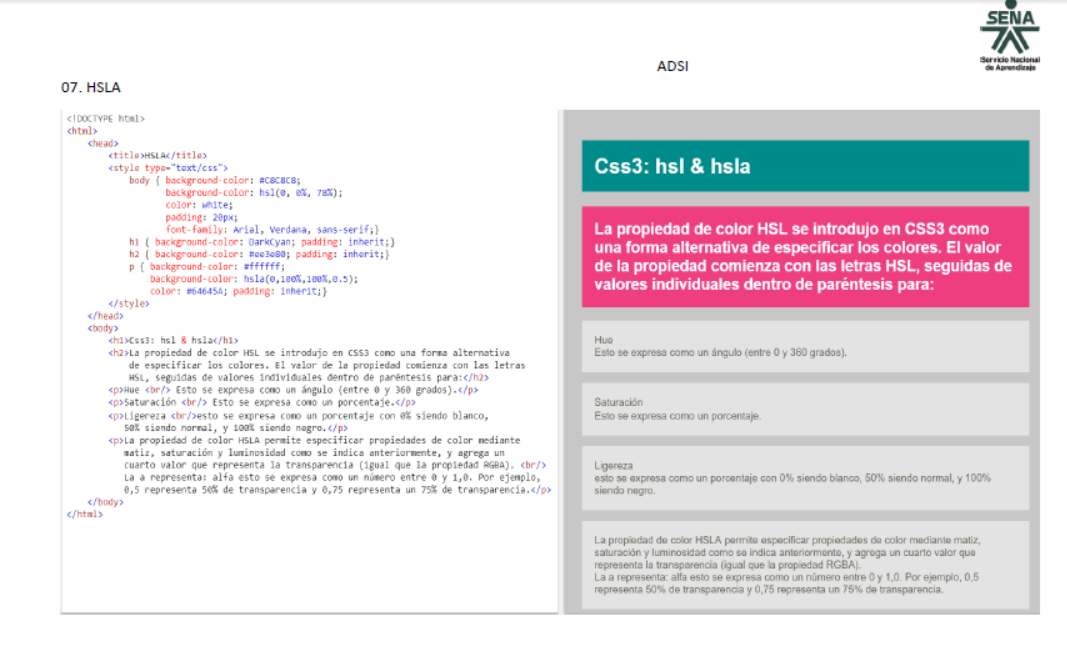 SENA
Servicio Nacional
de Aprendizaje
ADSI
07. HSLA
<!DOCTYPE html>
<html>
<head>
<title>HSLA</title>
<style type="text/css">
body { background-color: #C8C8C8;
background-color: hsl(0, 0%, 78%);
color: white;
padding: 20px;
font-family: Arial, Verdana, sans-serif;}
h1 { background-color: DarkCyan; padding: inherit;}
h2 { background-color: #ee3e80; padding: inherit;}
p { background-color: #ffffff;
background-color: hsla(0,100%,100%,0.5);
color: #64645A; padding: inherit;}
</style>
</head>
<body>
<h1>Css3: hsl & hsla</h1>
<h2>La propiedad de color HSL se introdujo en CSS3 como una forma alternativa
de especificar los colores. El valor de la propiedad comienza con las letras
HSL, seguidas de valores individuales dentro de paréntesis para:</h2>
<p>Hue <br/> Esto se expresa como un ángulo (entre 0 y 360 grados).</p>
<p>Saturación <br/> Esto se expresa como un porcentaje.</p>
<p>Ligereza <br/>esto se expresa como un porcentaje con 0% siendo blanco,
50% siendo normal, y 100% siendo negro.</p>
<p>La propiedad de color HSLA permite especificar propiedades de color mediante
matiz, saturación y luminosidad como se indica anteriormente, y agrega un
cuarto valor que representa la transparencia (igual que la propiedad RGBA). <br/>
La a representa: alfa esto se expresa como un número entre 0 y 1,0. Por ejemplo,
0,5 representa 50% de transparencia y 0,75 representa un 75% de transparencia.</p>
</body>
</html>
Css3: hsl & hsla
La propiedad de color HSL se introdujo en CSS3 como
una forma alternativa de especificar los colores. El valor
de la propiedad comienza con las letras HSL, seguidas de
valores individuales dentro de paréntesis para:
Hue
Esto se expresa como un ángulo (entre 0 y 360 grados).
Saturación
Esto se expresa como un porcentaje.
Ligereza
esto se expresa como un porcentaje con 0% siendo blanco, 50% siendo normal, y 100%
siendo negro.
La propiedad de color HSLA permite especificar propiedades de color mediante matiz,
saturación y luminosidad como se indica anteriormente, y agrega un cuarto valor que
representa la transparencia (igual que la propiedad RGBA).
La a representa: alfa esto se expresa como un número entre 0 y 1,0. Por ejemplo, 0,5
representa 50% de transparencia y 0,75 representa un 75% de transparencia.